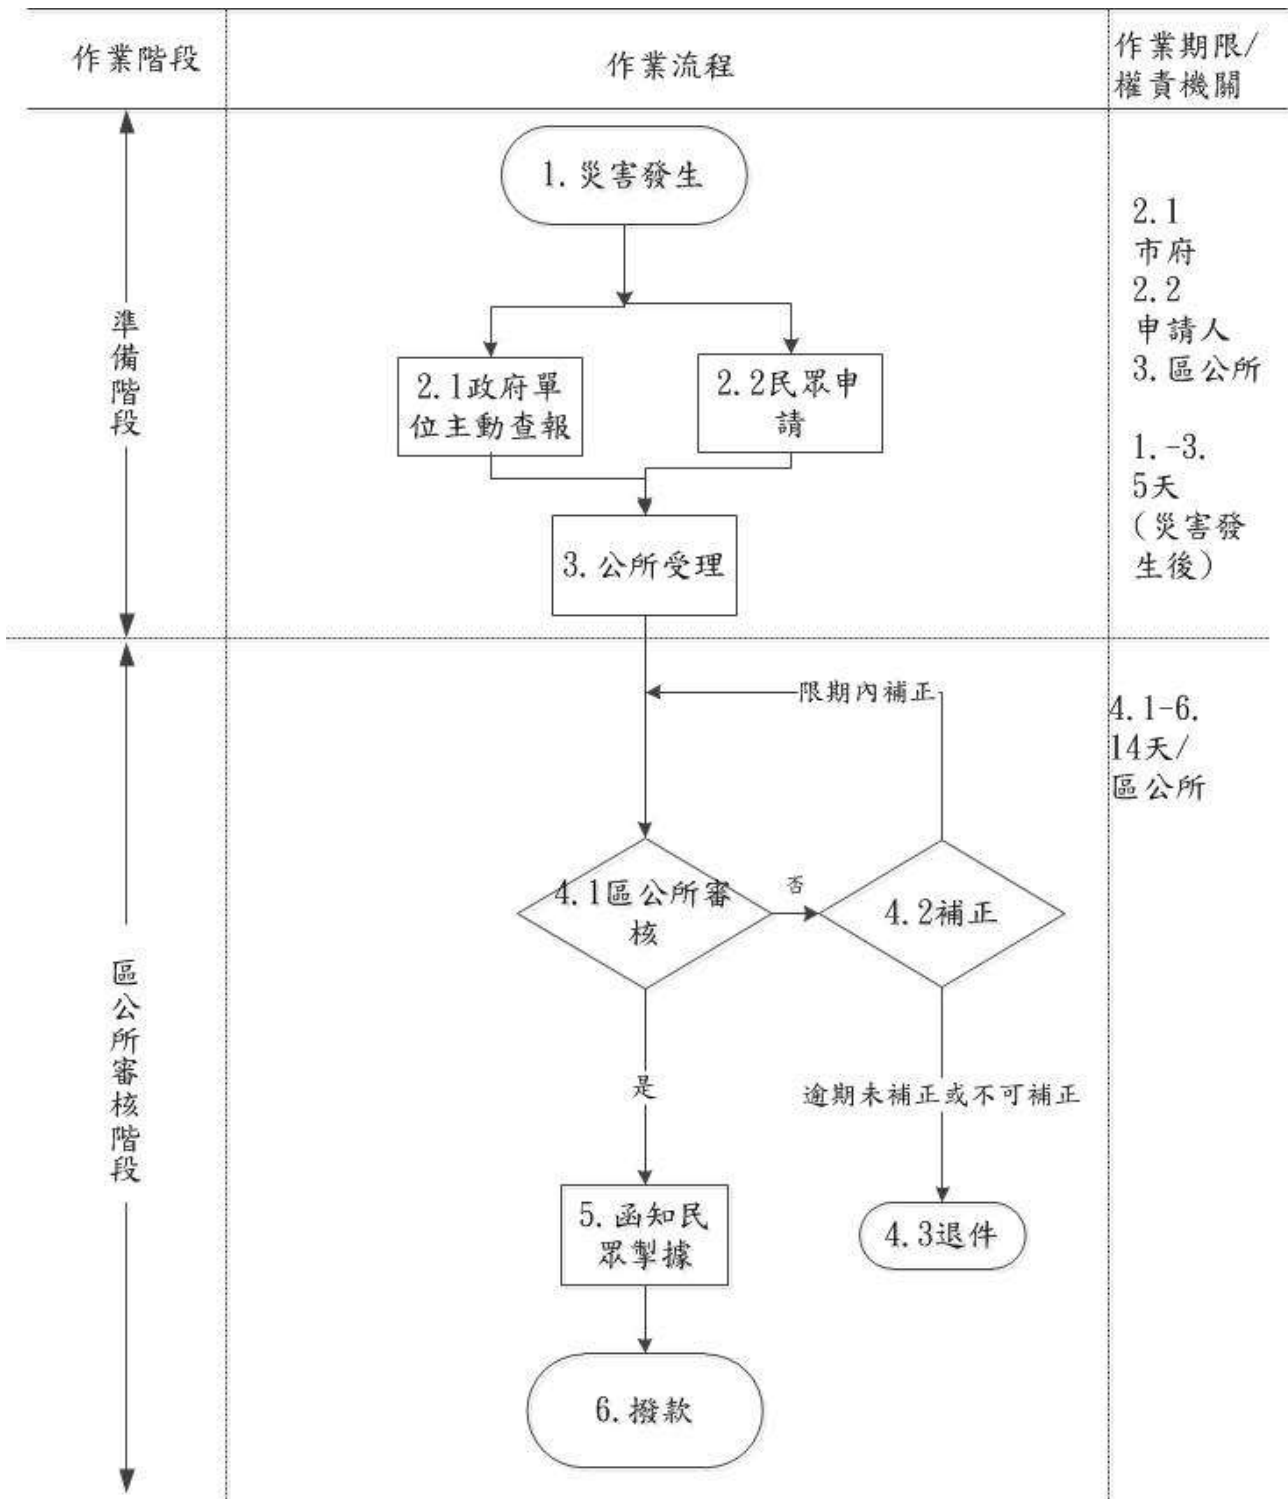 作業階段
作業流程
作業期限/
權責機關
準備階段
1.災害發生
2.1政府單
位主動查報
2.2民眾申
請
3.公所受理
2.1
市府
2.2
申請人
3.區公所
1.-3.
5天
(災害發
生後)
區公所審核階段
限期內補正
4.1區公所審
核
否
4.2補正
是
逾期未補正或不可補正
5.函知民
眾掣據
4.3退件
6.撥款
4.1-6.
14天/
區公所